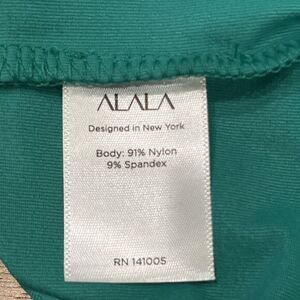 ALALA
Designed in New York
Body: 91% Nylon
9% Spandex
RN 141005